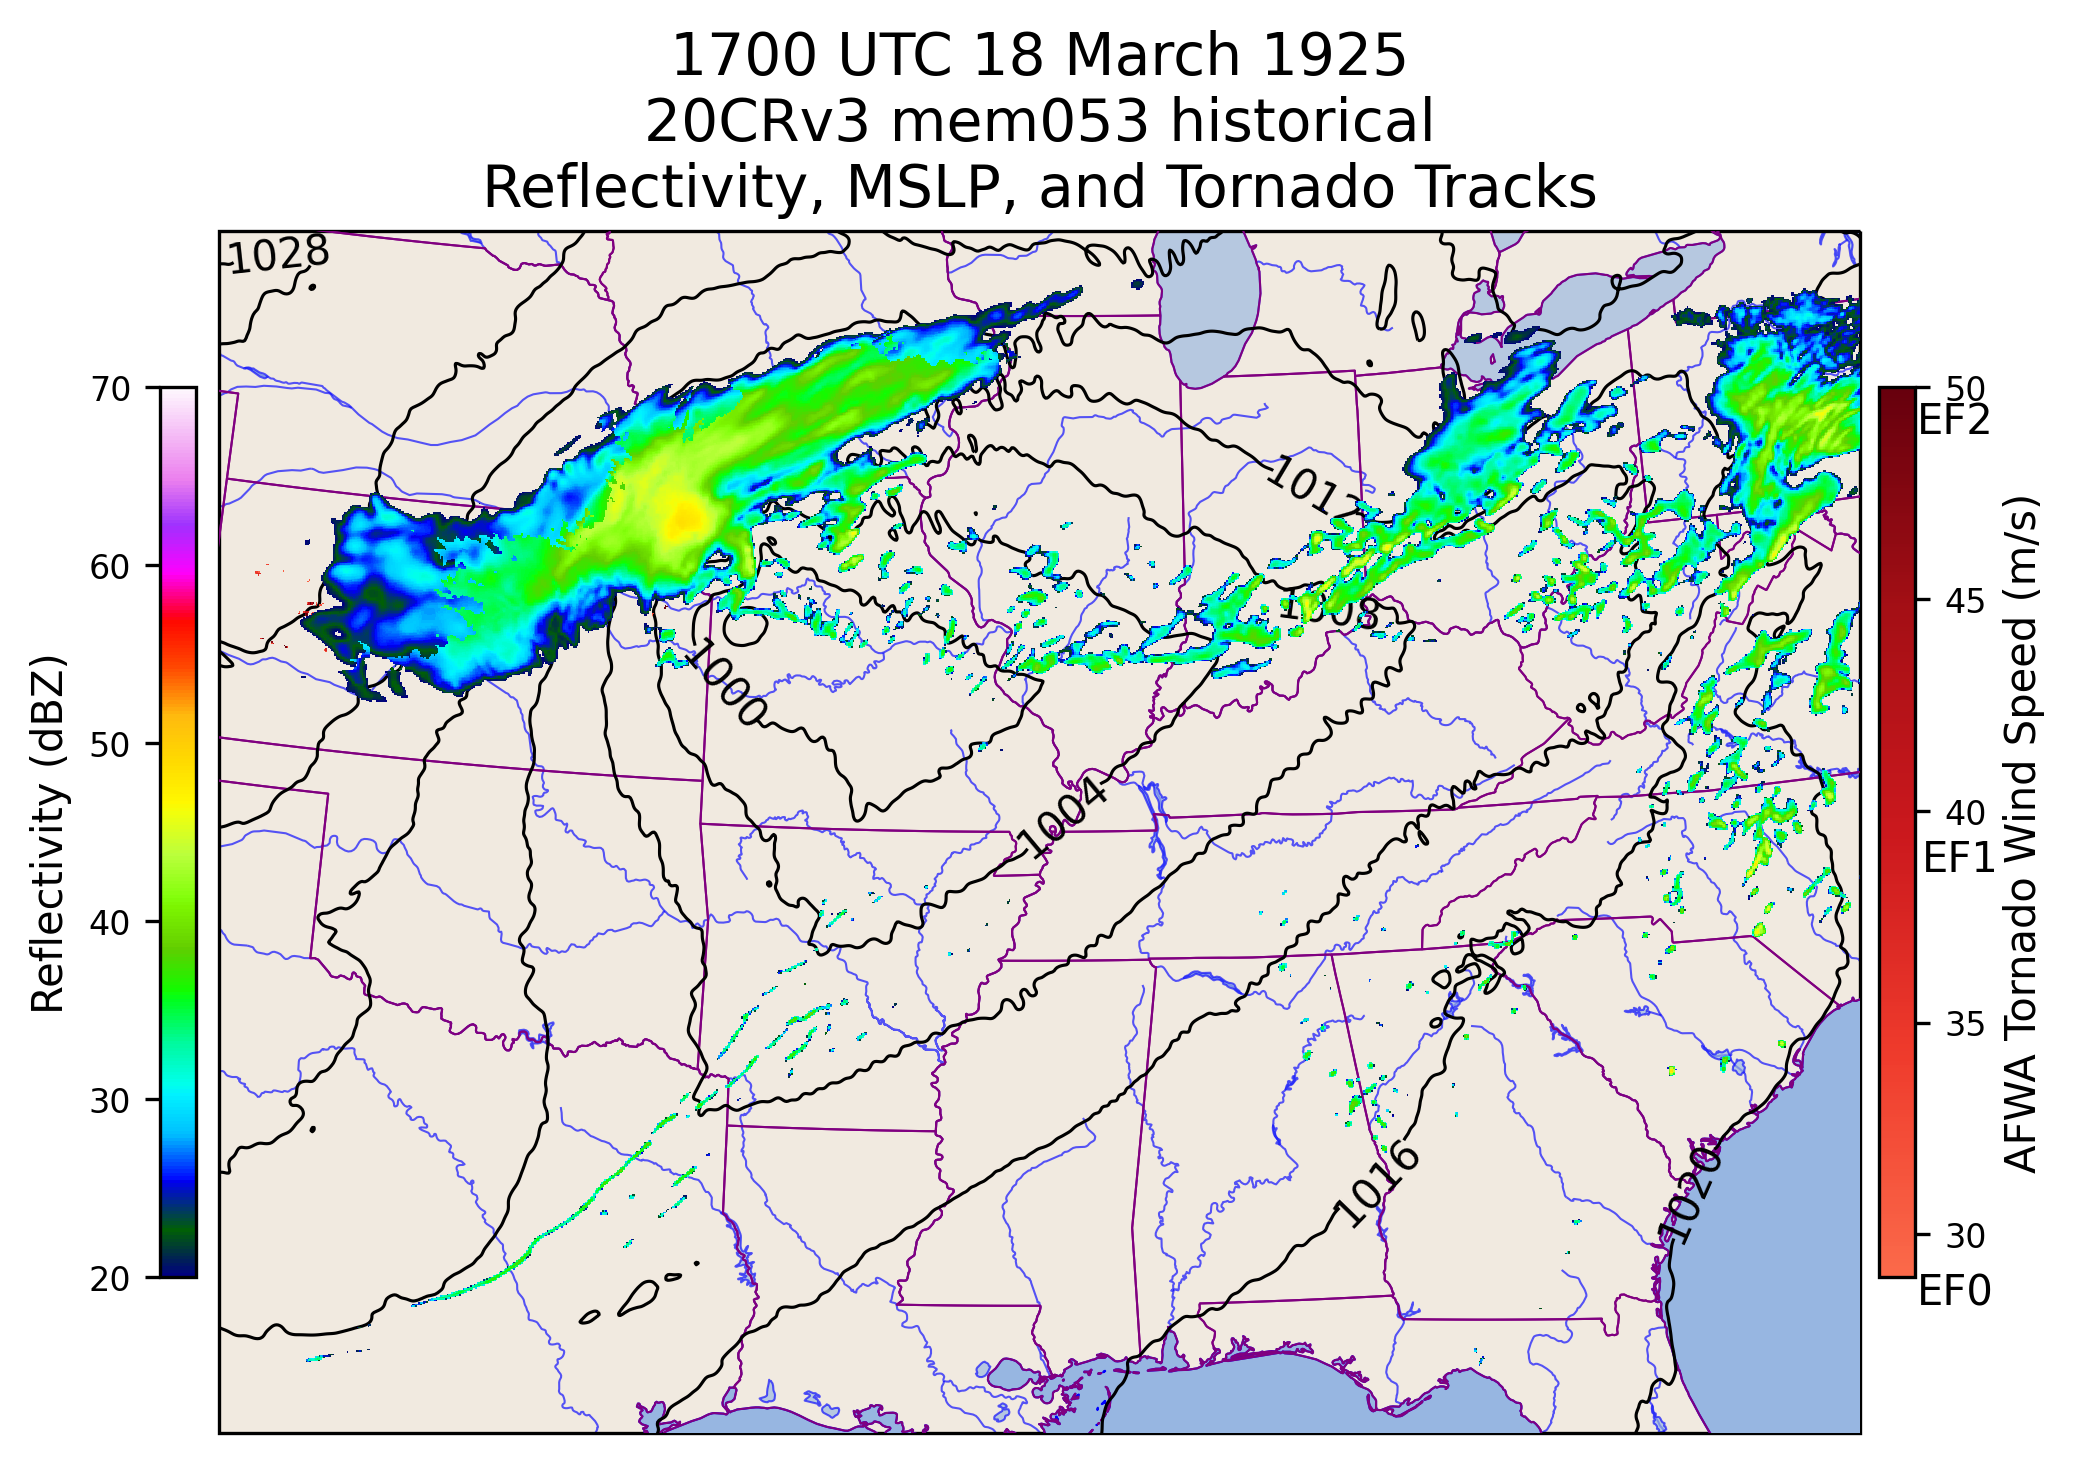 1700 UTC 18 March 1925
20CRv3 mem053 historical
Reflectivity, MSLP, and Tornado Tracks
1028
1012
1008
1000
1004
1016
1020
70
60
50
40
30
20
Reflectivity (dBZ)
50
EF2
45
40
EF1
35
30
EF0
AFWA Tornado Wind Speed (m/s)